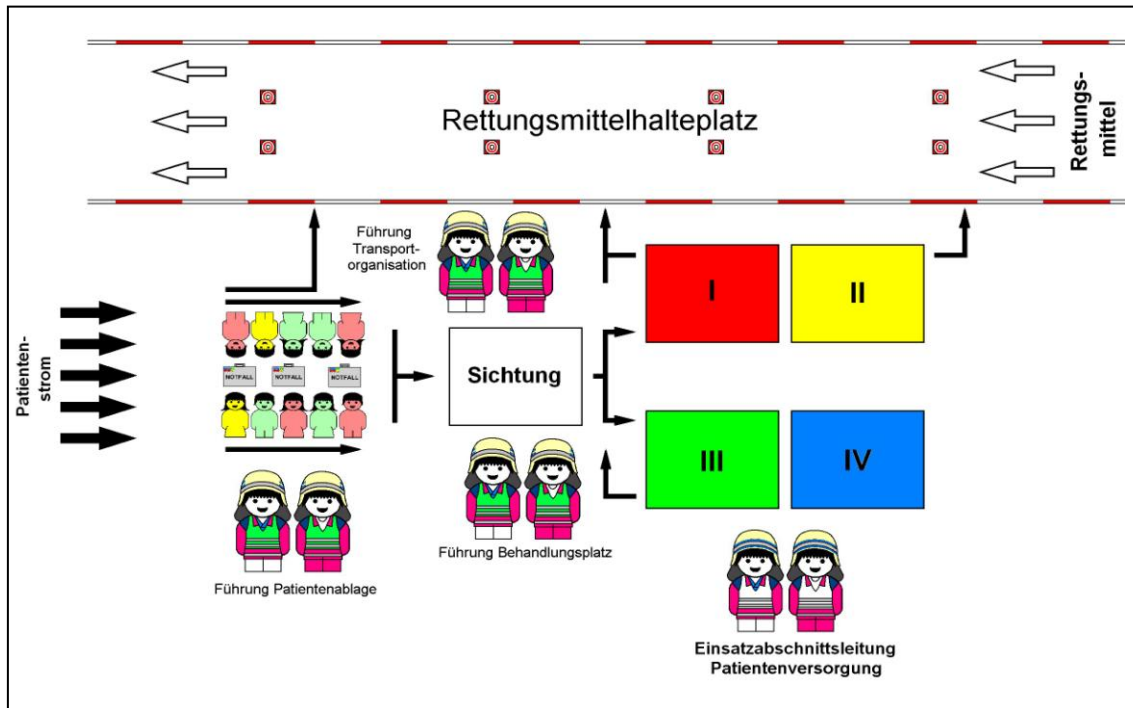 Rettungsmittelhalteplatz
Rettungs-
mittel
Führung
Transport-
organisation
I
II
Patienten-
strom
NOTFALL
NOTFALL
NOTFALL
Sichtung
III
IV
Führung Patientenablage
Führung Behandlungsplatz
Einsatzabschnittsleitung
Patientenversorgung